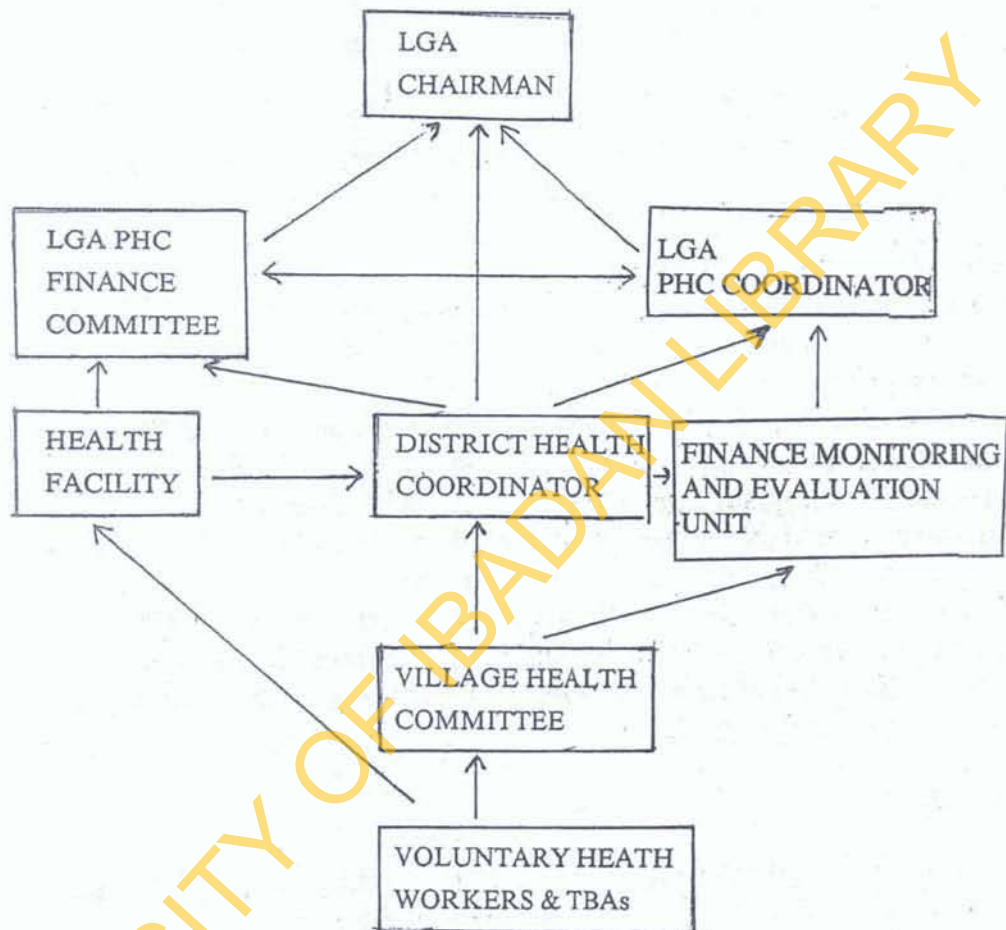 LGA
CHAIRMAN
LGA PHC
FINANCE
COMMITTEE
LGA
PHC COORDINATOR
HEALTH
FACILITY
DISTRICT HEALTH
COORDINATOR
FINANCE MONITORING
AND EVALUATION
UNIT
VILLAGE HEALTH
COMMITTEE
VOLUNTARY HEATH
WORKERS & TBAs
SITY OF IBADAN LIBRARY